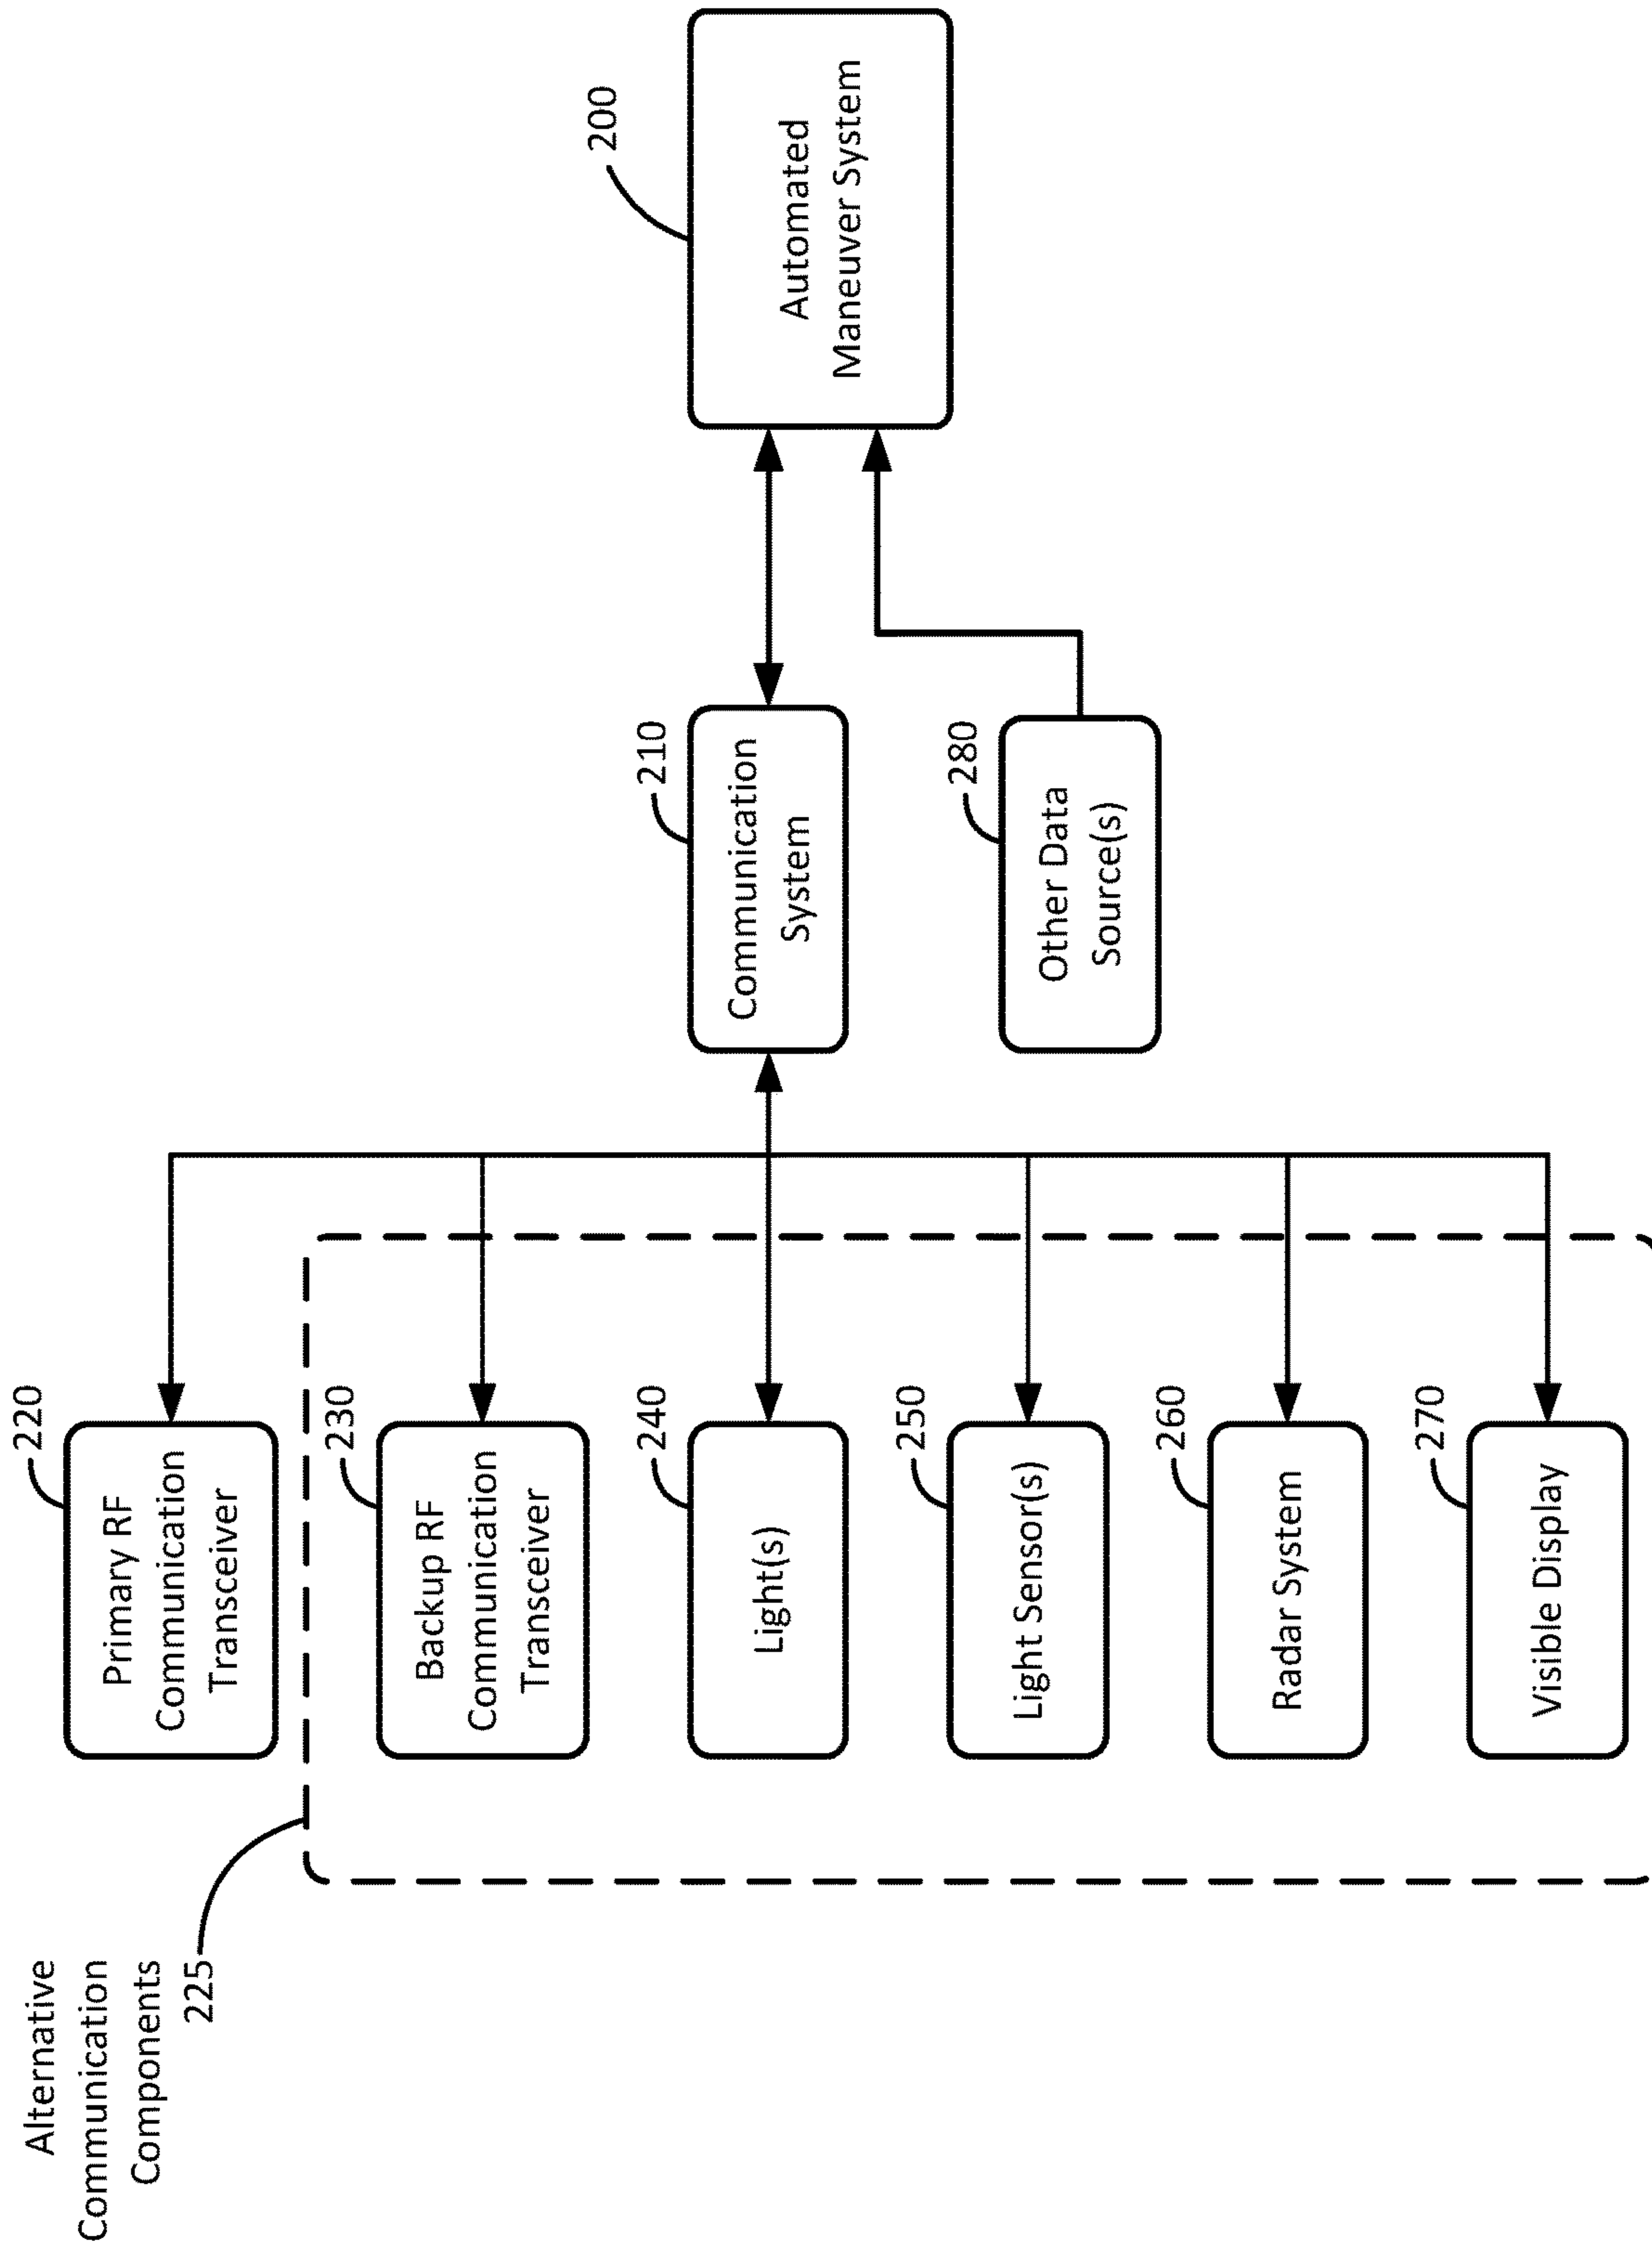 Alternative
Communication
Components
225
220
Primary RF
Communication
Transceiver
230
Backup RF
Communication
Transceiver
240
Light(s)
250
Light Sensor(s)
260
Radar System
270
Visible Display
210
Communication
System
280
Other Data
Source(s)
200
Automated
Maneuver System